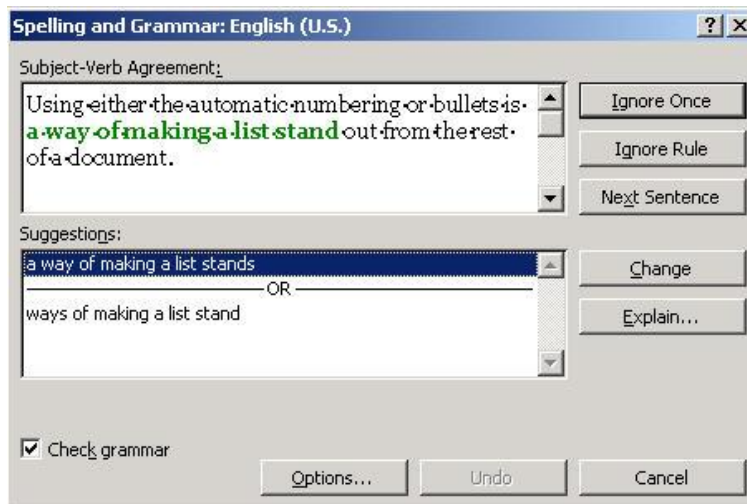 Spelling and Grammar: English (U.S.)
Subject-Verb Agreement:
Using·either·the·automatic·numbering·or·bullets·is·
a·way·of·making·a·list·stand·out·from·the·rest·
of·a·document.
Ignore Once
Ignore Rule
Next Sentence
Suggestions:
a way of making a list stands
OR
ways of making a list stand
Change
Explain...
Check grammar
Options...
Undo
Cancel